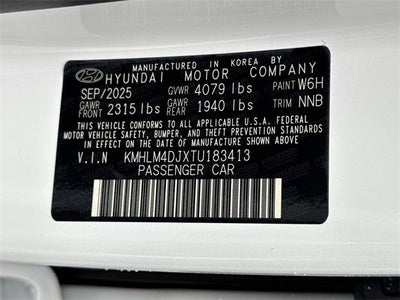 MANUFACTURED IN KOREA BY
HYUNDAI MOTOR COMPANY
SEP/2025 GVWR 4079 lbs PAINT W6H
GAWR FRONT 2315 lbs GAWR REAR 1940 lbs TRIM NNB
THIS VEHICLE CONFORMS TO ALL APPLICABLE U.S.A. FEDERAL
MOTOR VEHICLE SAFETY, BUMPER, AND THEFT PREVENTION
STANDARDS IN EFFECT ON THE DATE OF MANUFACTURE SHOWN ABOVE.
V.I.N KMHLM4DJXTU183413
PASSENGER CAR